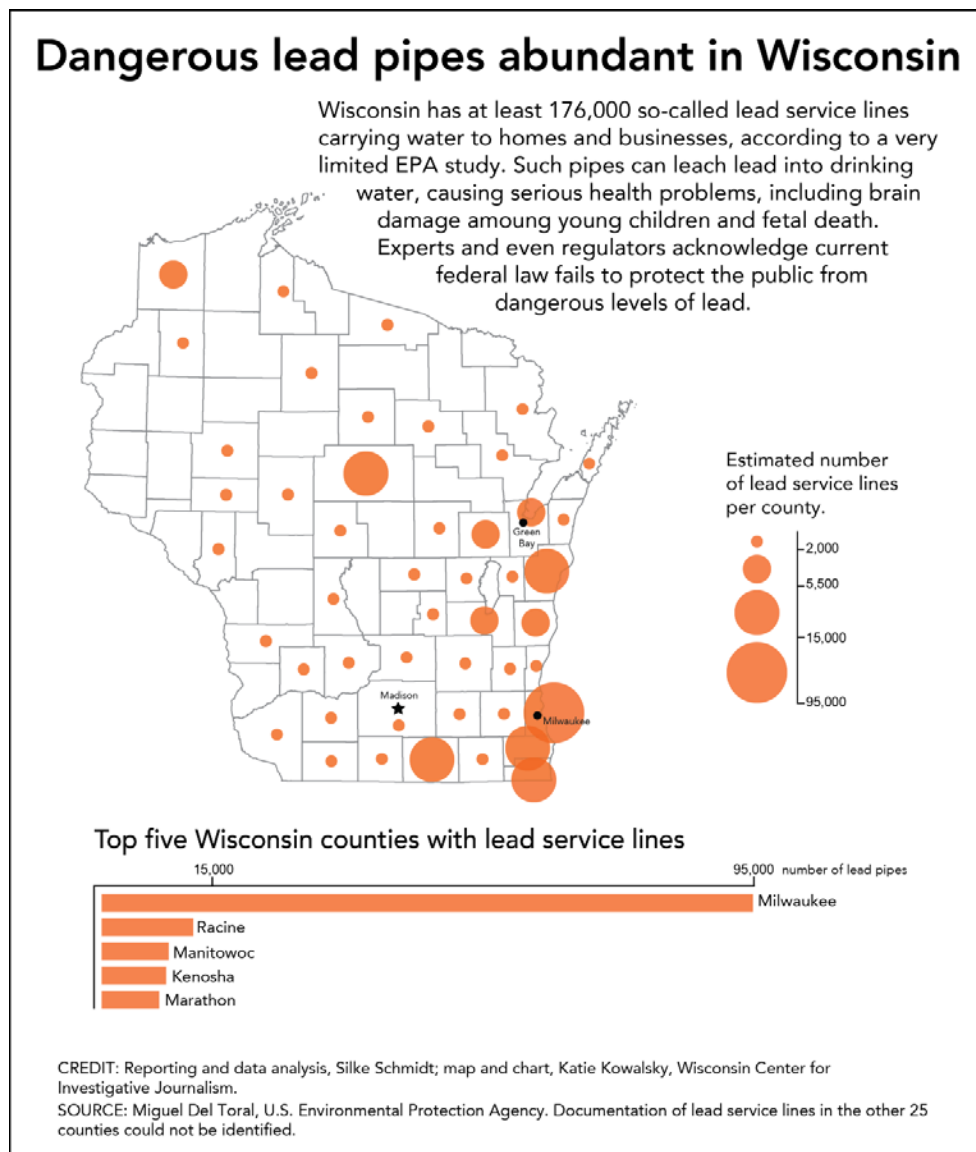 Dangerous lead pipes abundant in Wisconsin
Wisconsin has at least 176,000 so-called lead service lines
carrying water to homes and businesses, according to a very
limited EPA study. Such pipes can leach lead into drinking
water, causing serious health problems, including brain
damage amoung young children and fetal death.
Experts and even regulators acknowledge current
federal law fails to protect the public from
dangerous levels of lead.
Estimated number
of lead service lines
per county.
2,000
5,500
15,000
95,000
Green
Bay
Madison
Milwaukee
Top five Wisconsin counties with lead service lines
15,000
95,000 number of lead pipes
Milwaukee
Racine
Manitowoc
Kenosha
Marathon
CREDIT: Reporting and data analysis, Silke Schmidt; map and chart, Katie Kowalsky, Wisconsin Center for
Investigative Journalism.
SOURCE: Miguel Del Toral, U.S. Environmental Protection Agency. Documentation of lead service lines in the other 25
counties could not be identified.